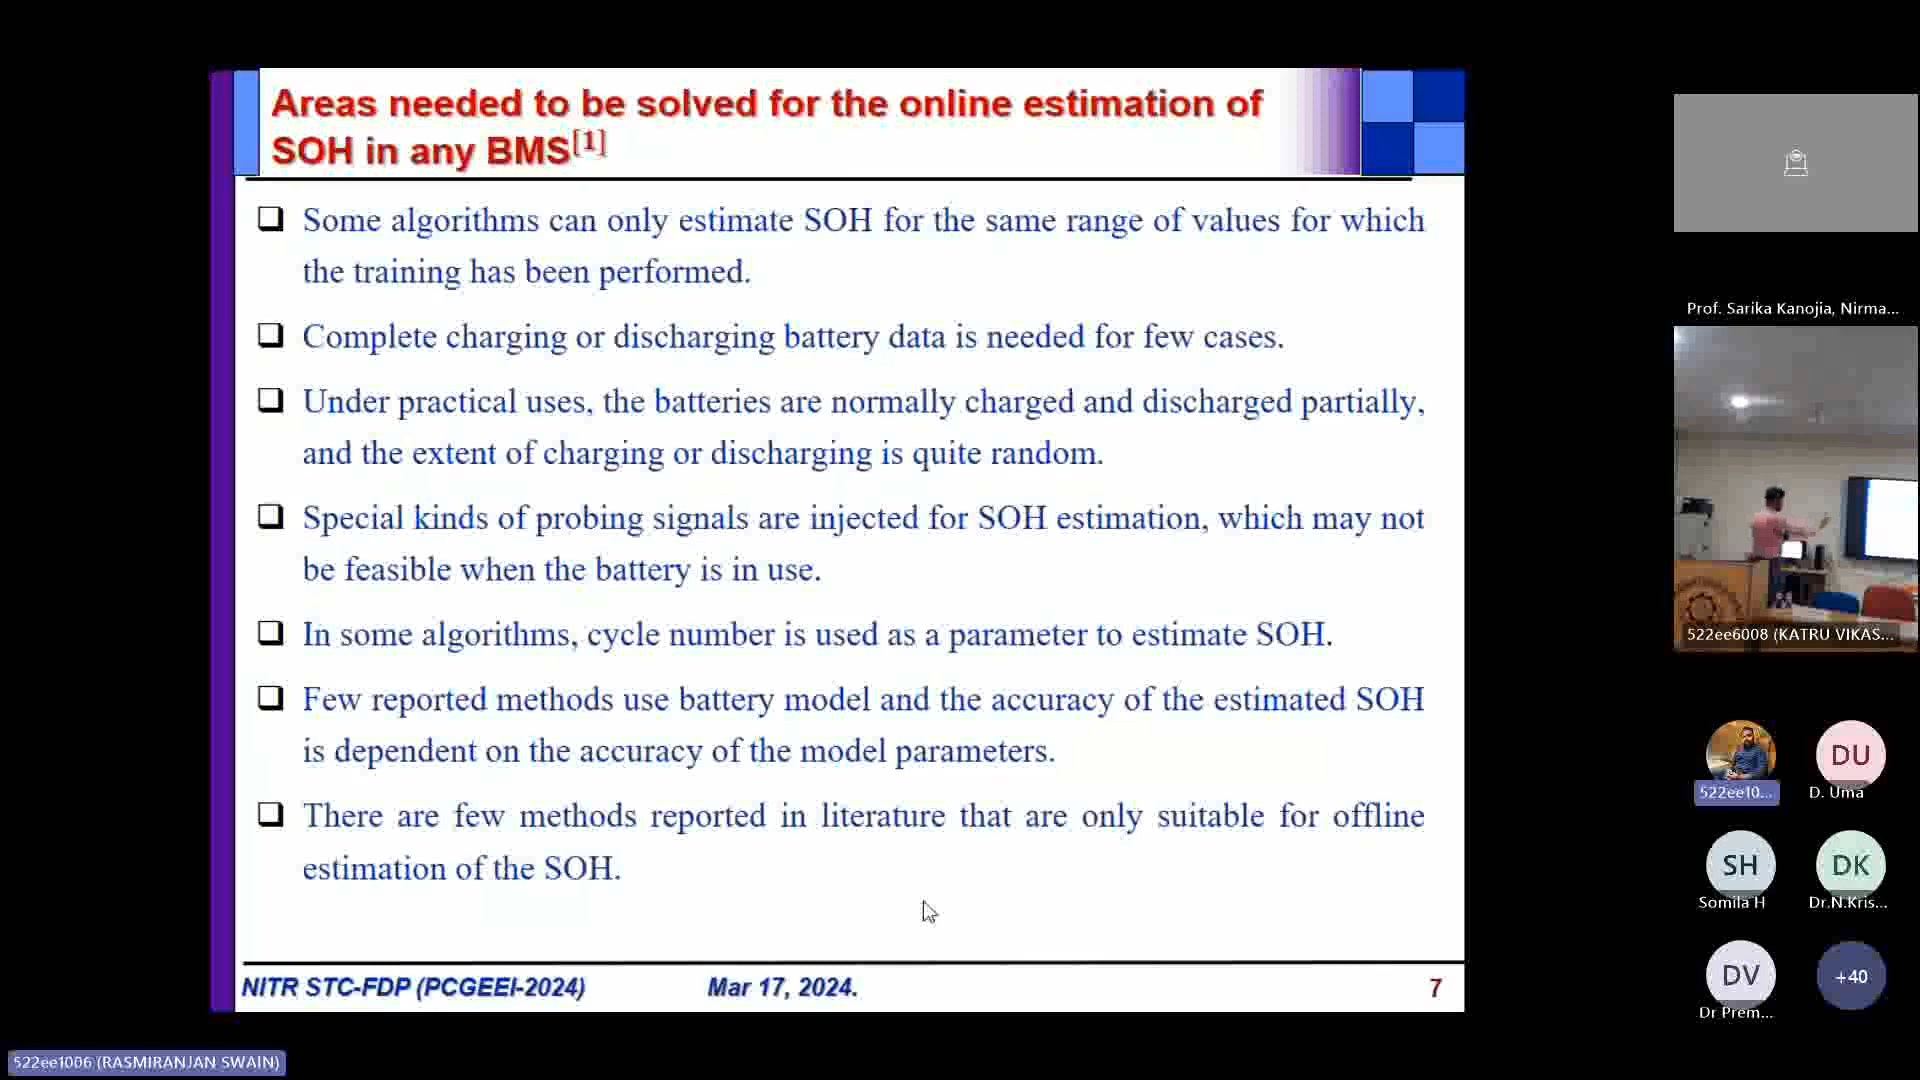 Areas needed to be solved for the online estimation of
SOH in any BMS[1]
❑ Some algorithms can only estimate SOH for the same range of values for which
the training has been performed.
❑ Complete charging or discharging battery data is needed for few cases.
❑ Under practical uses, the batteries are normally charged and discharged partially,
and the extent of charging or discharging is quite random.
❑ Special kinds of probing signals are injected for SOH estimation, which may not
be feasible when the battery is in use.
❑ In some algorithms, cycle number is used as a parameter to estimate SOH.
❑ Few reported methods use battery model and the accuracy of the estimated SOH
is dependent on the accuracy of the model parameters.
❑ There are few methods reported in literature that are only suitable for offline
estimation of the SOH.
NITR STC-FDP (PCGEEI-2024) Mar 17, 2024. 7
522ee1006 (RASMIRANJAN SWAIN)
Prof. Sarika Kanojia, Nirma...
522ee6008 (KATRU VIKAS...
DU
522ee10... D. Uma
SH DK
Somila H Dr.N.Kris...
DV +40
Dr Prem...